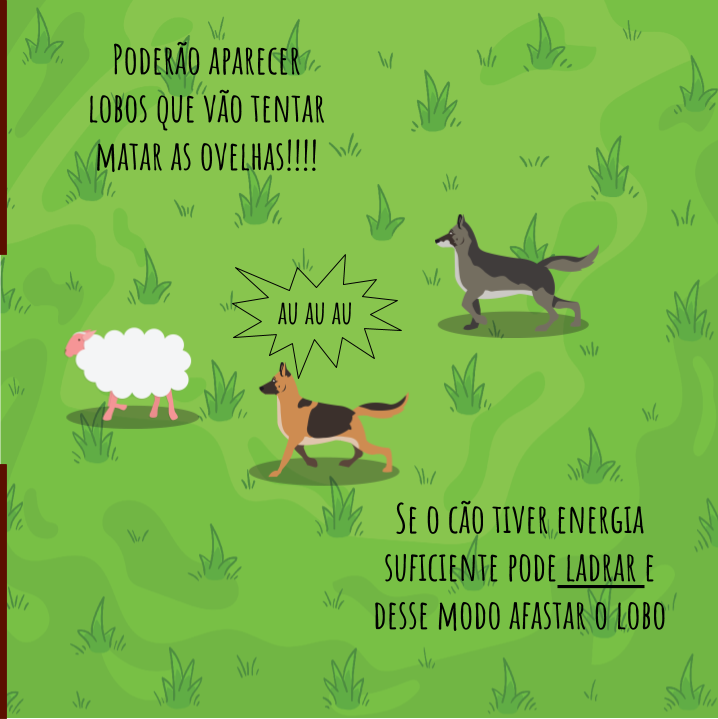 Poderão aparecer
lobos que vão tentar
matar as ovelhas!!!!
au au au
Se o cão tiver energia
suficiente pode ladrar e
desse modo afastar o lobo